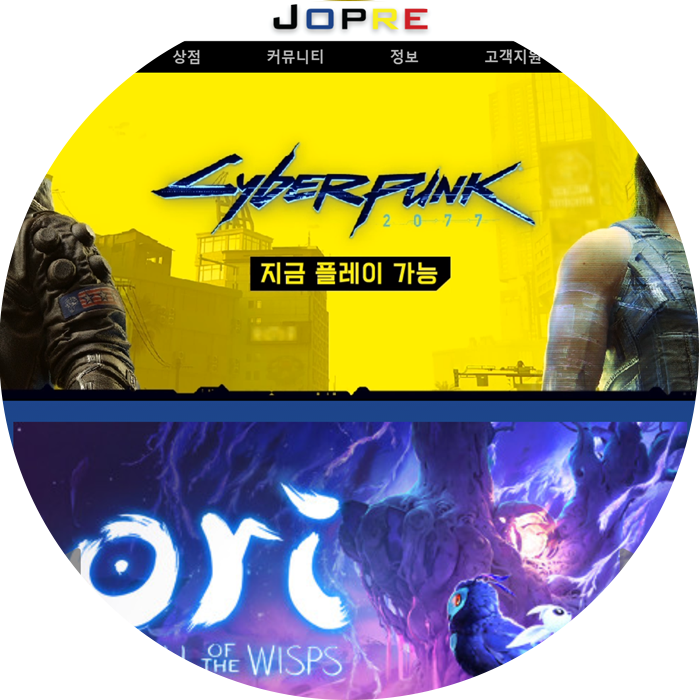 JOPRE
상점 커뮤니티 정보 고객지원
CYBERPUNK
2077
지금 플레이 가능
ori
OF
THE WISPS